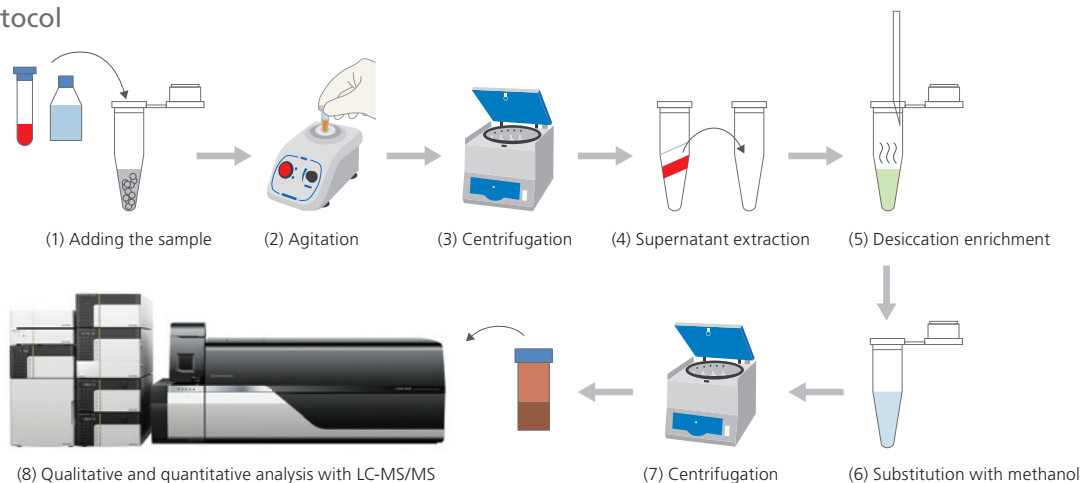 tocol
(1) Adding the sample
(2) Agitation
(3) Centrifugation
(4) Supernatant extraction
(5) Desiccation enrichment
(6) Substitution with methanol
(7) Centrifugation
(8) Qualitative and quantitative analysis with LC-MS/MS